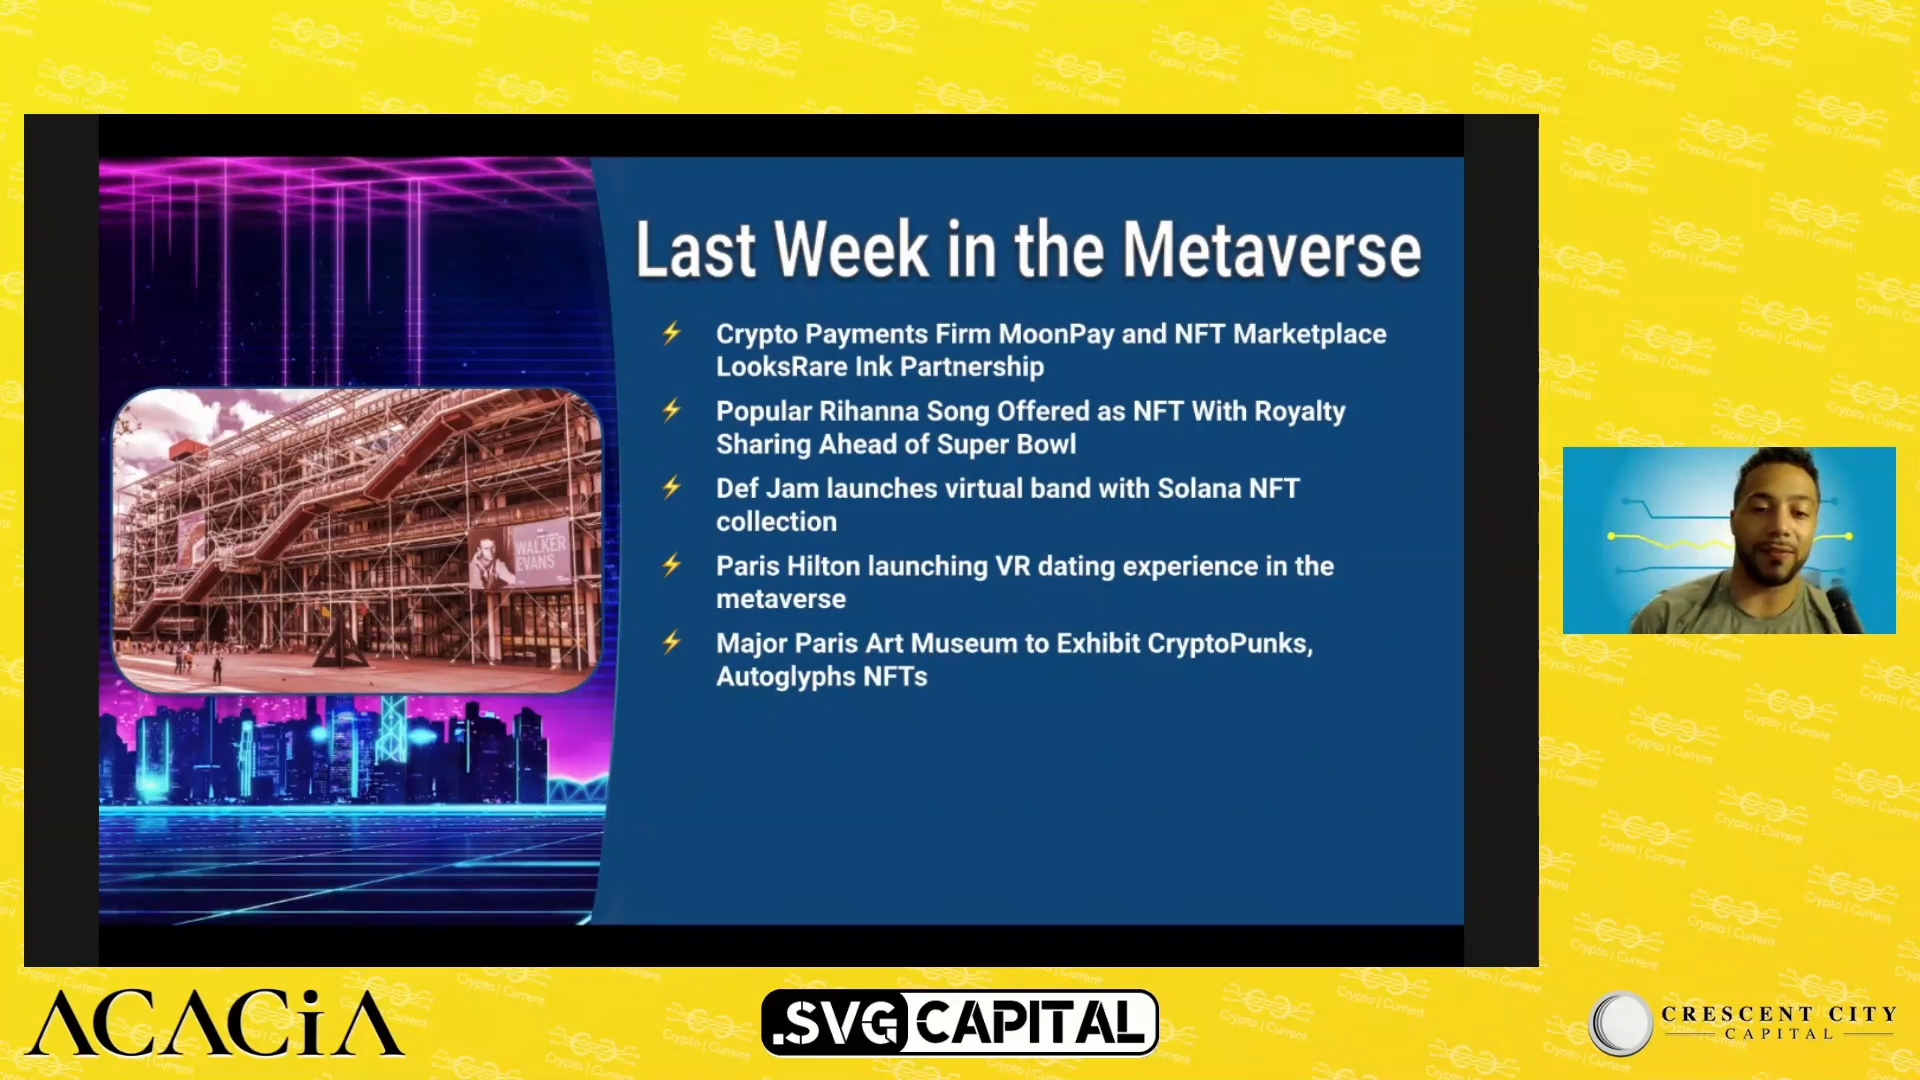 Last Week in the Metaverse
⚡ Crypto Payments Firm MoonPay and NFT Marketplace
LooksRare Ink Partnership
⚡ Popular Rihanna Song Offered as NFT With Royalty
Sharing Ahead of Super Bowl
⚡ Def Jam launches virtual band with Solana NFT
collection
⚡ Paris Hilton launching VR dating experience in the
metaverse
⚡ Major Paris Art Museum to Exhibit CryptoPunks,
Autoglyphs NFTs
WALKER
EVANS
ACACiA
.SVG CAPITAL
CRESCENT CITY
CAPITAL
Crypto | Current